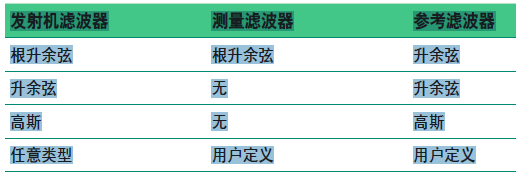 发射机滤波器 测量滤波器 参考滤波器
根升余弦 根升余弦 升余弦
升余弦 无 升余弦
高斯 无 高斯
任意类型 用户定义 用户定义